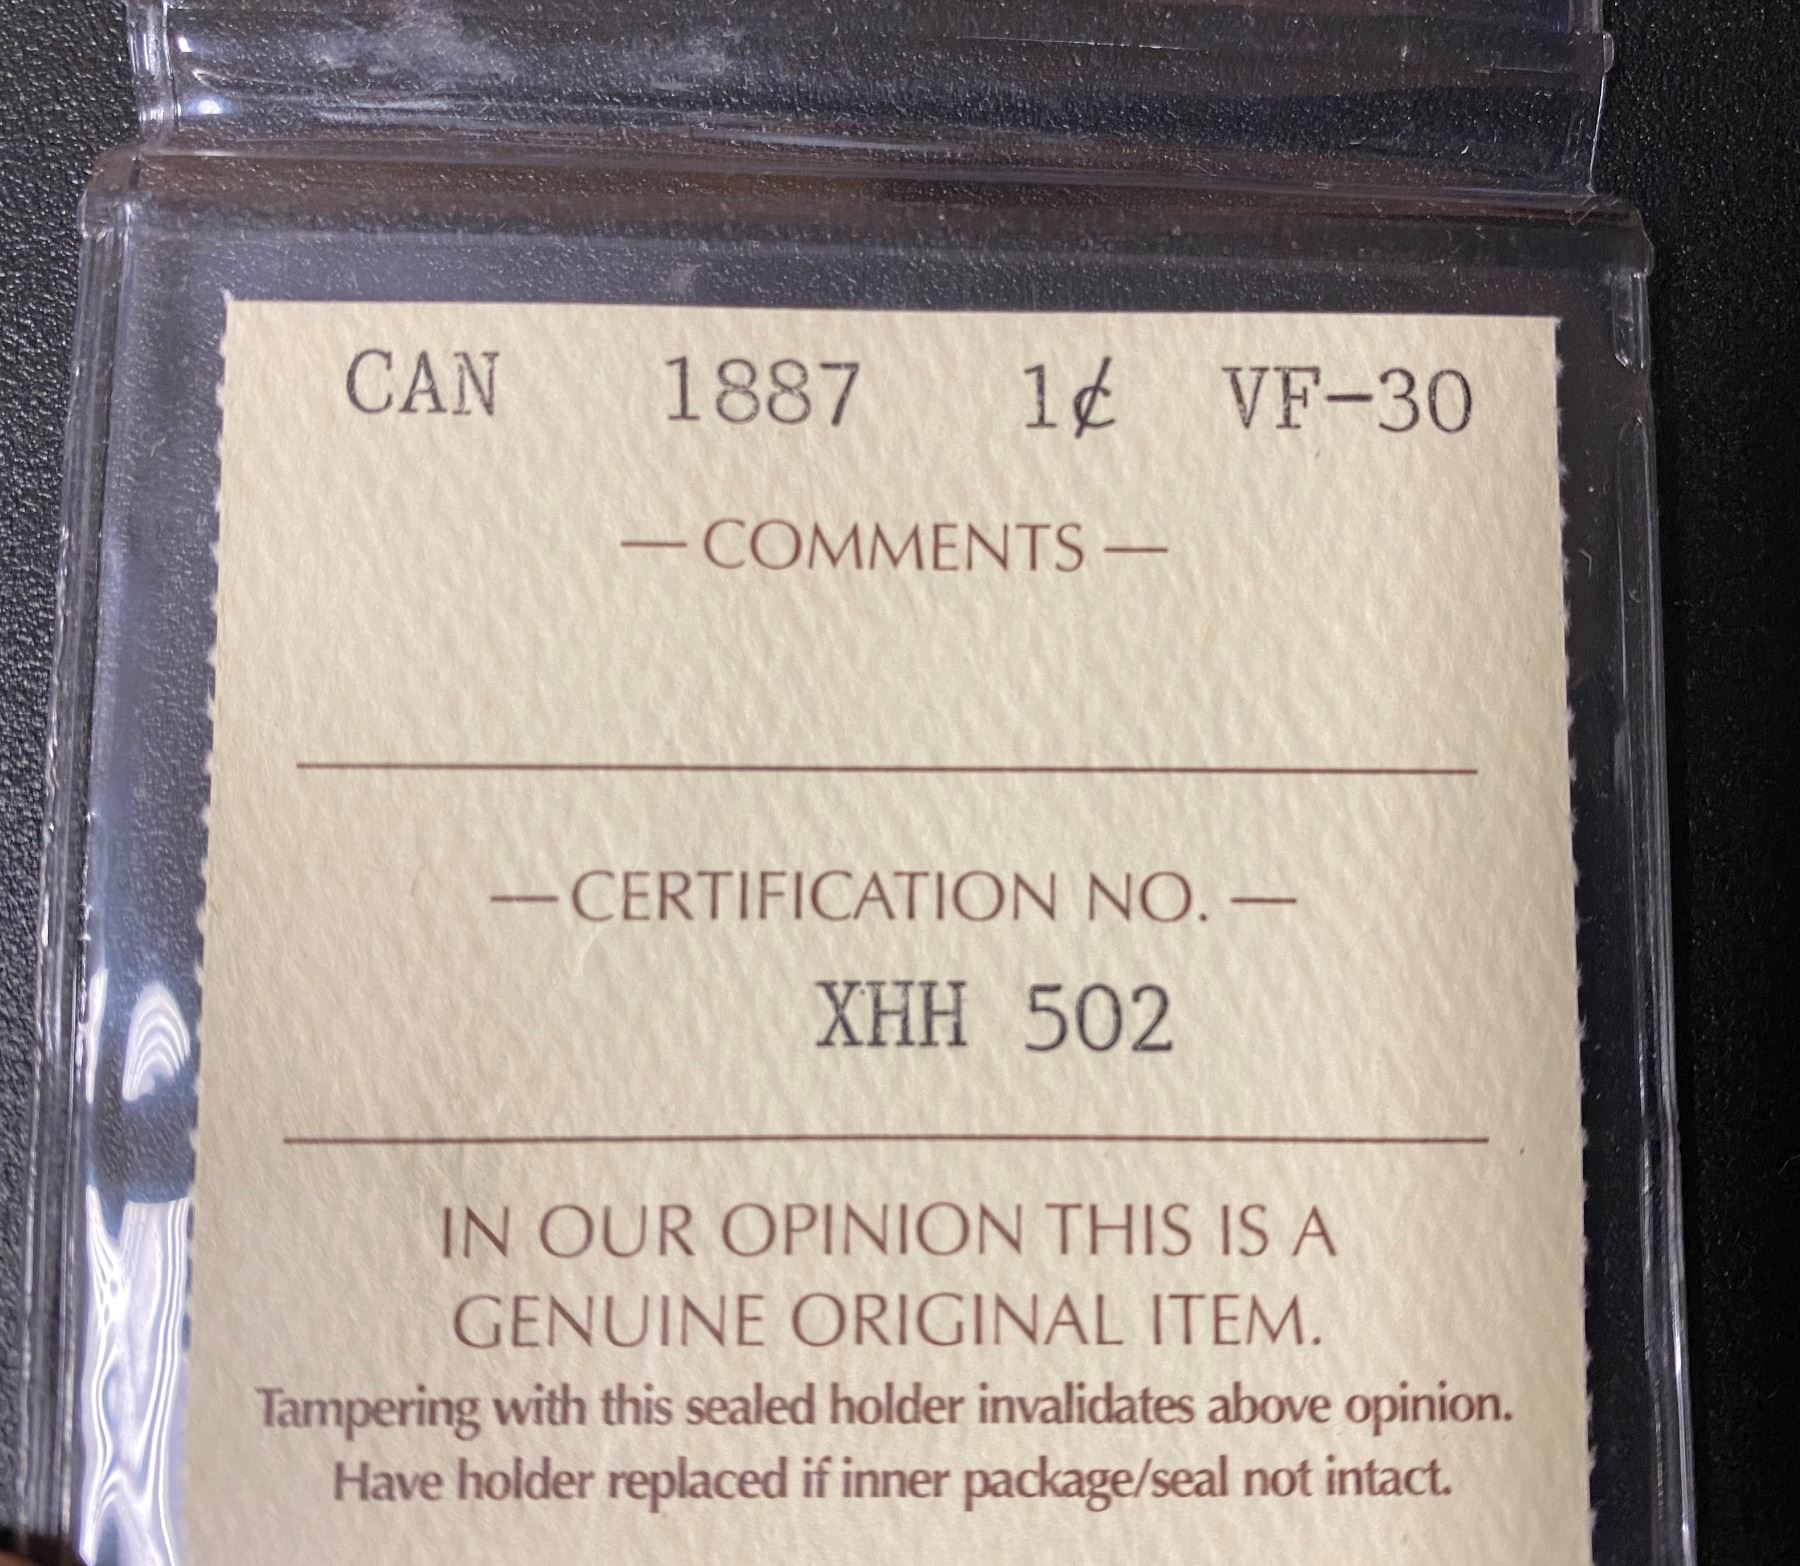 CAN 1887 1¢ VF-30
— COMMENTS —
— CERTIFICATION NO. —
XHH 502
IN OUR OPINION THIS IS A
GENUINE ORIGINAL ITEM.
Tampering with this sealed holder invalidates above opinion.
Have holder replaced if inner package/seal not intact.